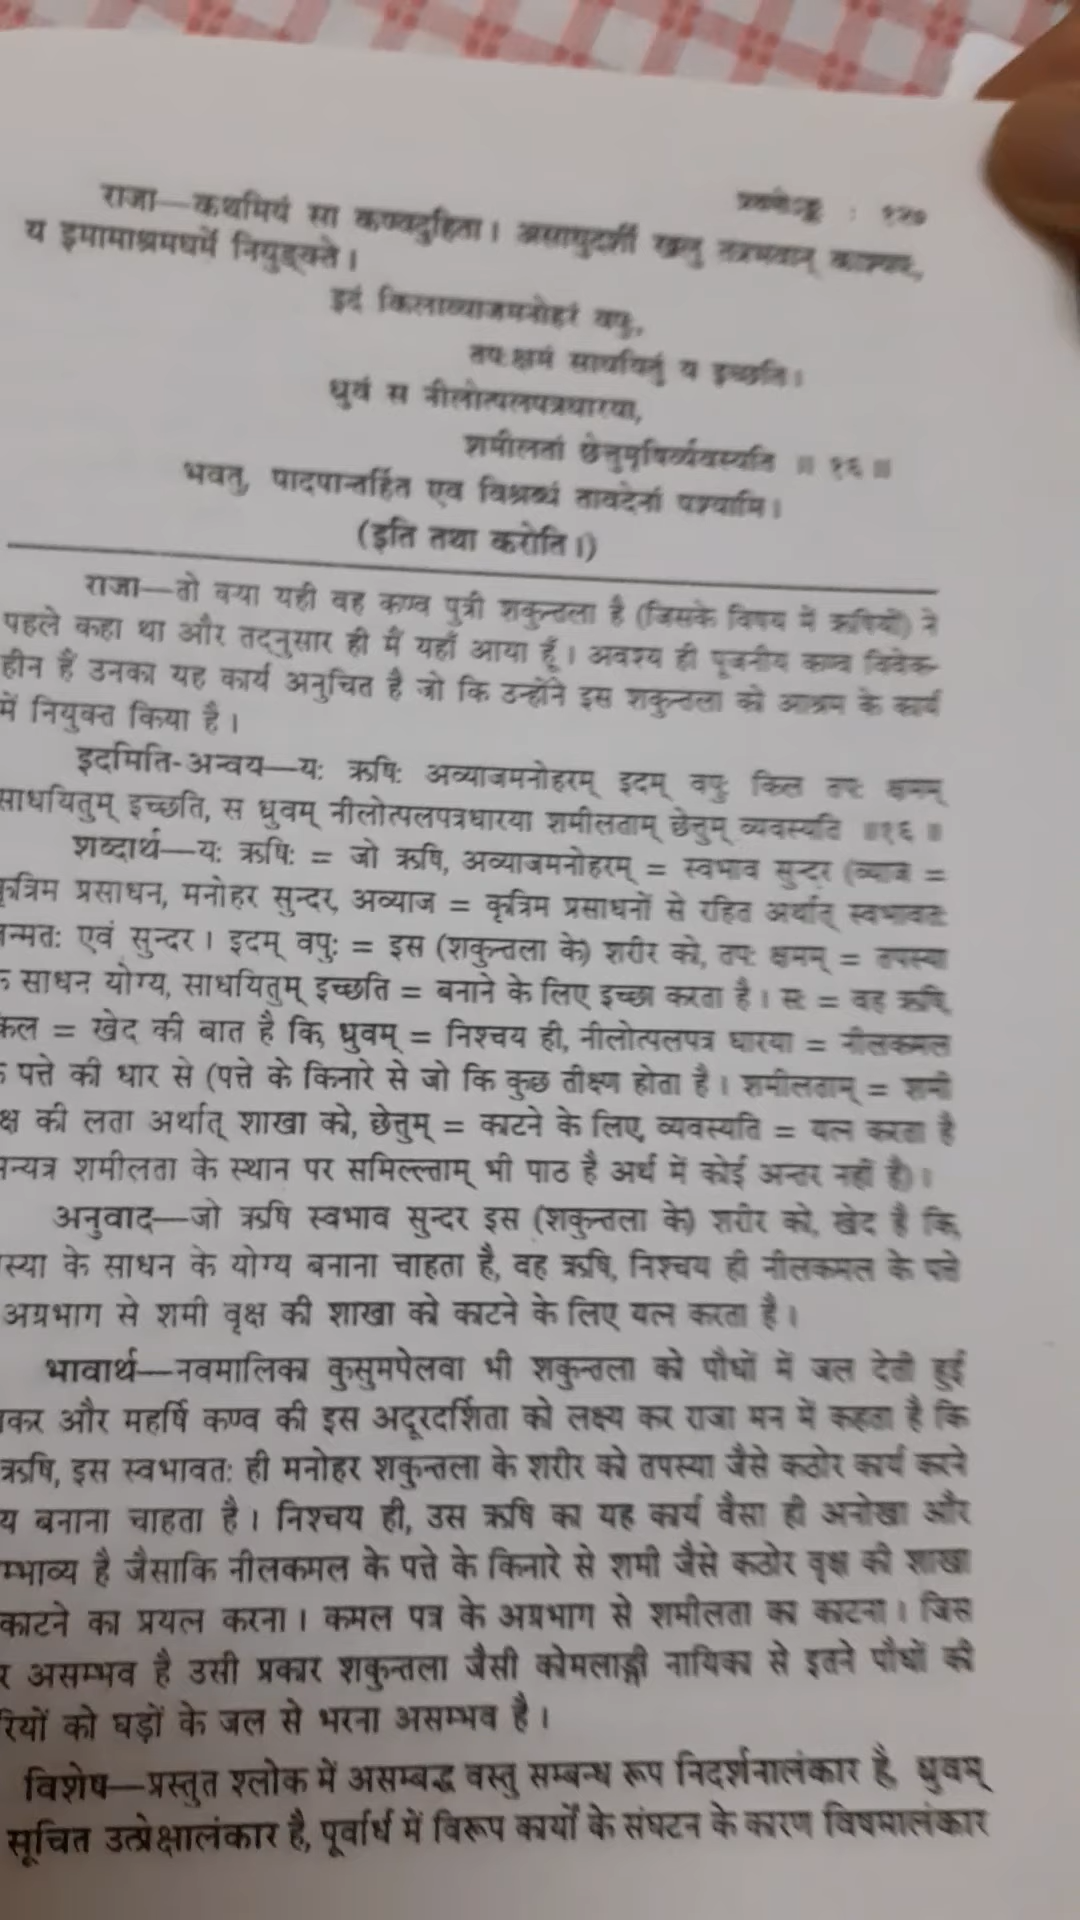 प्रथमोऽङ्कः : १२७
राजा—कथमियं सा कण्वदुहिता। असाधुदर्शी खलु तत्रभवान् काश्यपः,
य इमामाश्रमधर्मे नियुङ्क्ते।
इदं किलाव्याजमनोहरं वपु,
तपःक्षमं साधयितुं य इच्छति।
ध्रुवं स नीलोत्पलपत्रधारया,
शमीलतां छेत्तुमृषिर्व्यवस्यति ॥ १६ ॥
भवतु, पादपान्तर्हित एव विश्रब्धं तावदेनां पश्यामि।
(इति तथा करोति।)
राजा—तो क्या यही वह कण्व पुत्री शकुन्तला है (जिसके विषय में ऋषियों) ने
पहले कहा था और तद्नुसार ही मैं यहाँ आया हूँ। अवश्य ही पूजनीय कण्व विवेक-
हीन हैं उनका यह कार्य अनुचित है जो कि उन्होंने इस शकुन्तला को आश्रम के कार्य
में नियुक्त किया है।
इदमिति-अन्वय—यः ऋषिः अव्याजमनोहरम् इदम् वपुः किल तपः क्षमम्
साधयितुम् इच्छति, स ध्रुवम् नीलोत्पलपत्रधारया शमीलताम् छेत्तुम् व्यवस्यति ॥१६॥
शब्दार्थ—यः ऋषिः = जो ऋषि, अव्याजमनोहरम् = स्वभाव सुन्दर (व्याज =
कृत्रिम प्रसाधन, मनोहर सुन्दर, अव्याज = कृत्रिम प्रसाधनों से रहित अर्थात् स्वभावतः
न्मतः एवं सुन्दर। इदम् वपुः = इस (शकुन्तला के) शरीर को, तपः क्षमम् = तपस्या
साधन योग्य, साधयितुम् इच्छति = बनाने के लिए इच्छा करता है। सः = वह ऋषि,
केल = खेद की बात है कि, ध्रुवम् = निश्चय ही, नीलोत्पलपत्र धारया = नीलकमल
पत्ते की धार से (पत्ते के किनारे से जो कि कुछ तीक्ष्ण होता है। शमीलताम् = शमी
क्ष की लता अर्थात् शाखा को, छेत्तुम् = काटने के लिए, व्यवस्यति = यत्न करता है
न्यत्र शमीलता के स्थान पर समिल्लताम् भी पाठ है अर्थ में कोई अन्तर नहीं है)।
अनुवाद—जो ऋषि स्वभाव सुन्दर इस (शकुन्तला के) शरीर को, खेद है कि,
स्या के साधन के योग्य बनाना चाहता है, वह ऋषि, निश्चय ही नीलकमल के पत्ते
अग्रभाग से शमी वृक्ष की शाखा को काटने के लिए यत्न करता है।
भावार्थ—नवमालिका कुसुमपेलवा भी शकुन्तला को पौधों में जल देती हुई
कर और महर्षि कण्व की इस अदूरदर्शिता को लक्ष्य कर राजा मन में कहता है कि
ऋषि, इस स्वभावतः ही मनोहर शकुन्तला के शरीर को तपस्या जैसे कठोर कार्य करने
य बनाना चाहता है। निश्चय ही, उस ऋषि का यह कार्य वैसा ही अनोखा और
म्भाव्य है जैसाकि नीलकमल के पत्ते के किनारे से शमी जैसे कठोर वृक्ष की शाखा
काटने का प्रयत्न करना। कमल पत्र के अग्रभाग से शमीलता का काटना। जिस
र असम्भव है उसी प्रकार शकुन्तला जैसी कोमलाङ्गी नायिका से इतने पौधों की
रियों को घड़ों के जल से भरना असम्भव है।
विशेष—प्रस्तुत श्लोक में असम्बद्ध वस्तु सम्बन्ध रूप निदर्शनालंकार है, ध्रुवम्
सूचित उत्प्रेक्षालंकार है, पूर्वार्ध में विरूप कार्यों के संघटन के कारण विषमालंकार